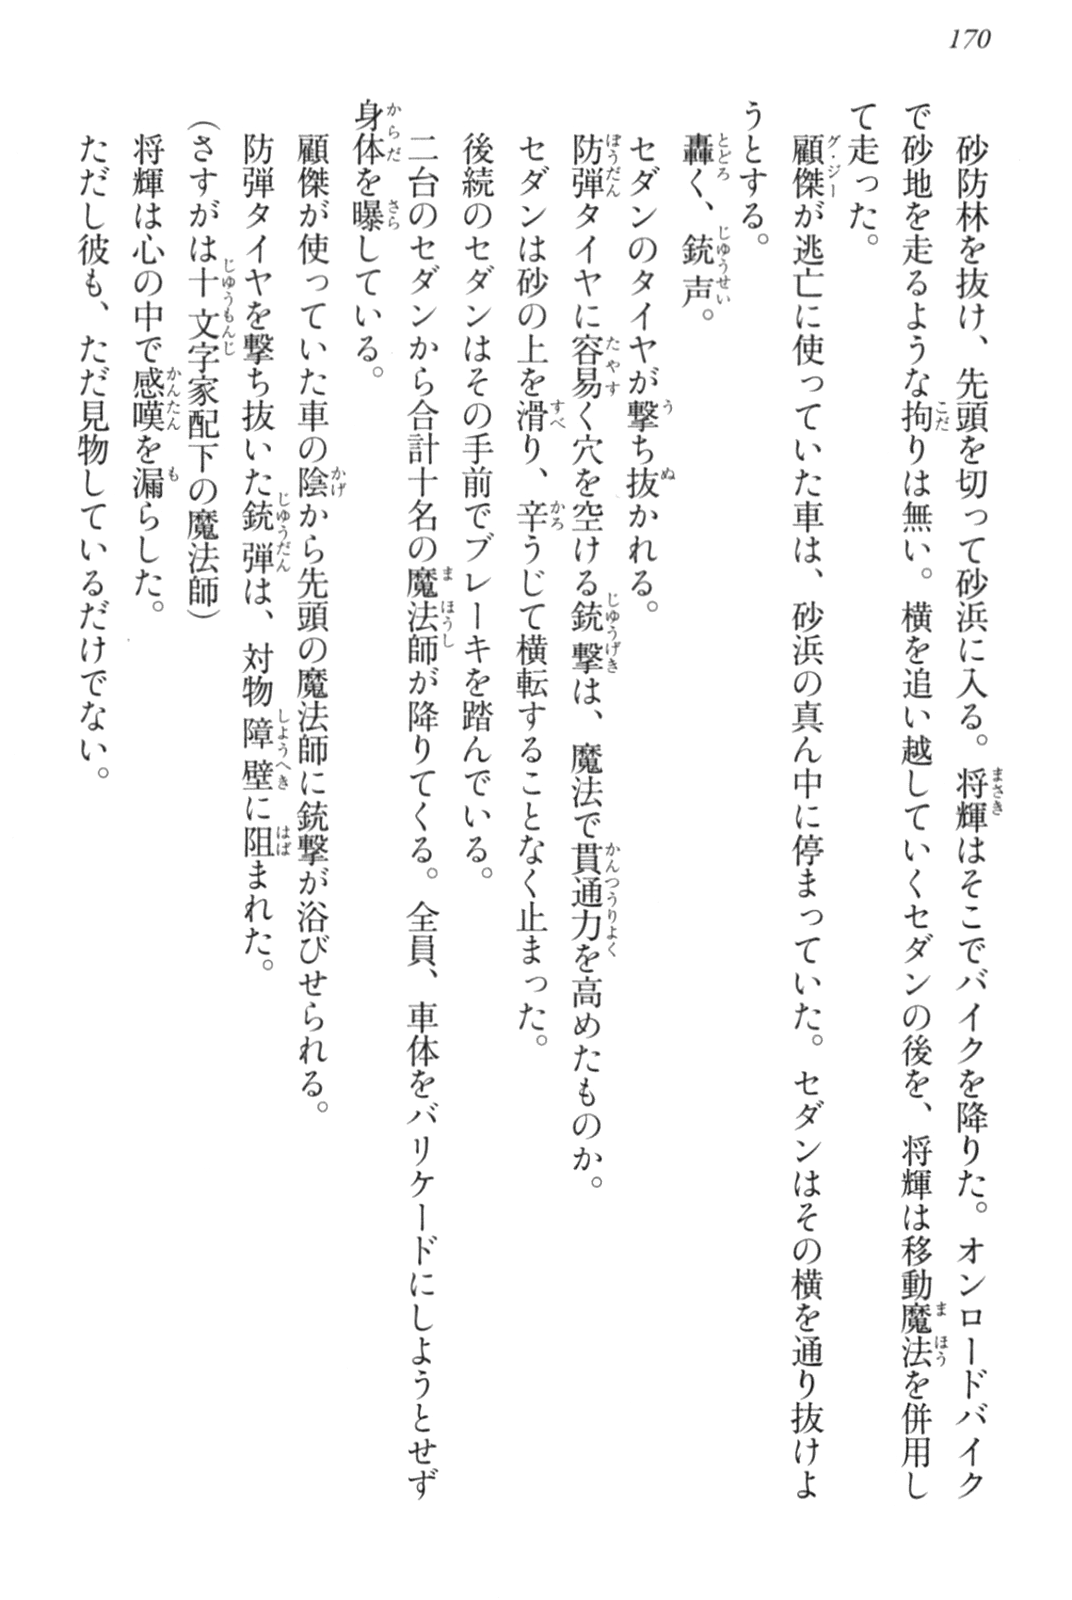 170
砂防林を抜け、先頭を切って砂浜に入る。将輝はそこでバイクを降りた。オンロードバイク
で砂地を走るような拘りは無い。横を追い越していくセダンの後を、将輝は移動魔法を併用し
て走った。
顧傑が逃亡に使っていた車は、砂浜の真ん中に停まっていた。セダンはその横を通り抜けよ
うとする。
轟く、銃声。
セダンのタイヤが撃ち抜かれる。
防弾タイヤに容易く穴を空ける銃撃は、魔法で貫通力を高めたものか。
セダンは砂の上を滑り、辛うじて横転することなく止まった。
後続のセダンはその手前でブレーキを踏んでいる。
二台のセダンから合計十名の魔法師が降りてくる。全員、車体をバリケードにしようとせず
身体を曝している。
顧傑が使っていた車の陰から先頭の魔法師に銃撃が浴びせられる。
防弾タイヤを撃ち抜いた銃弾は、対物障壁に阻まれた。
（さすがは十文字家配下の魔法師）
将輝は心の中で感嘆を漏らした。
ただし彼も、ただ見物しているだけでない。